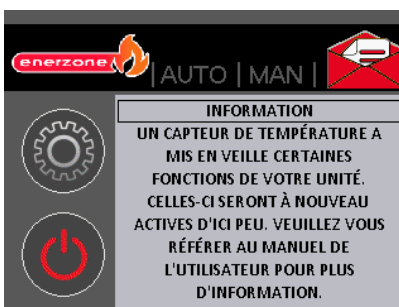 enerzone | AUTO | MAN |
INFORMATION
UN CAPTEUR DE TEMPÉRATURE A
MIS EN VEILLE CERTAINES
FONCTIONS DE VOTRE UNITÉ.
CELLES-CI SERONT À NOUVEAU
ACTIVES D'ICI PEU. VEUILLEZ VOUS
RÉFÉRER AU MANUEL DE
L'UTILISATEUR POUR PLUS
D'INFORMATION.